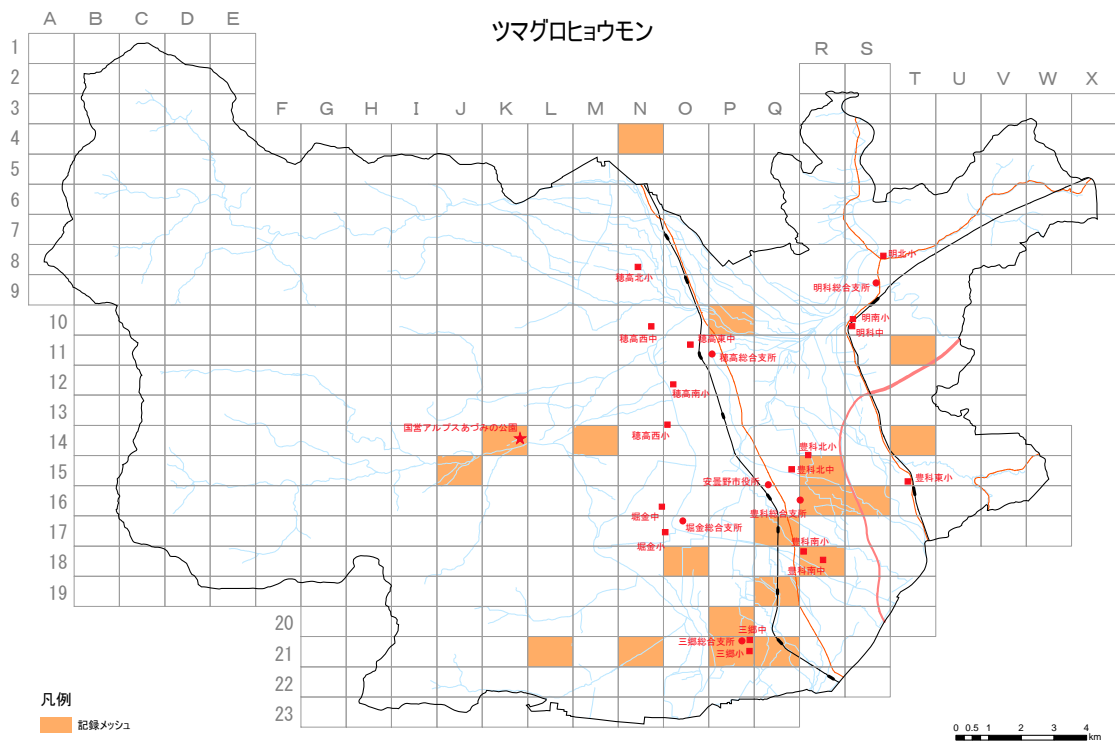 ツマグロヒョウモン
A B C D E
R S
T U V W X
F G H I J K L M N O P Q
1
2
3
4
5
6
7
8
9
10
11
12
13
14
15
16
17
18
19
20
21
22
23
明北小
穂高北小
明科総合支所
明南小
明科中
穂高西中
穂高東中
穂高総合支所
穂高南小
国営アルプスあづみの公園
穂高西小
豊科北小
豊科北中
安曇野市役所
豊科東小
堀金中
豊科総合支所
堀金総合支所
堀金小
豊科南小
豊科南中
三郷中
三郷総合支所
三郷小
凡例
記録メッシュ
0 0.5 1 2 3 4
km